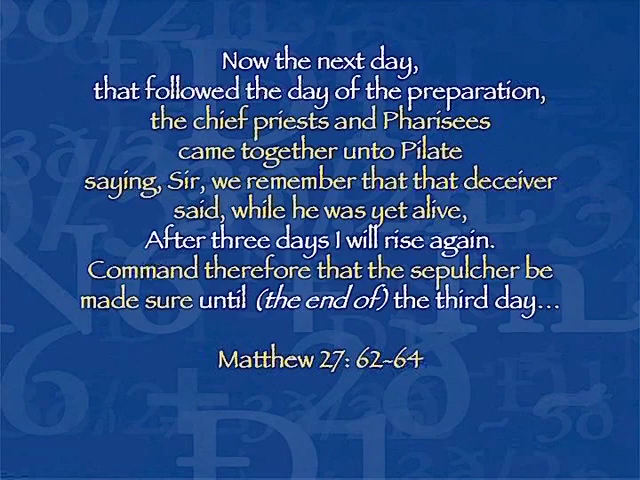 Now the next day,
that followed the day of the preparation,
the chief priests and Pharisees
came together unto Pilate
saying, Sir, we remember that that deceiver
said, while he was yet alive,
After three days I will rise again.
Command therefore that the sepulcher be
made sure until (the end of) the third day...
Matthew 27: 62-64